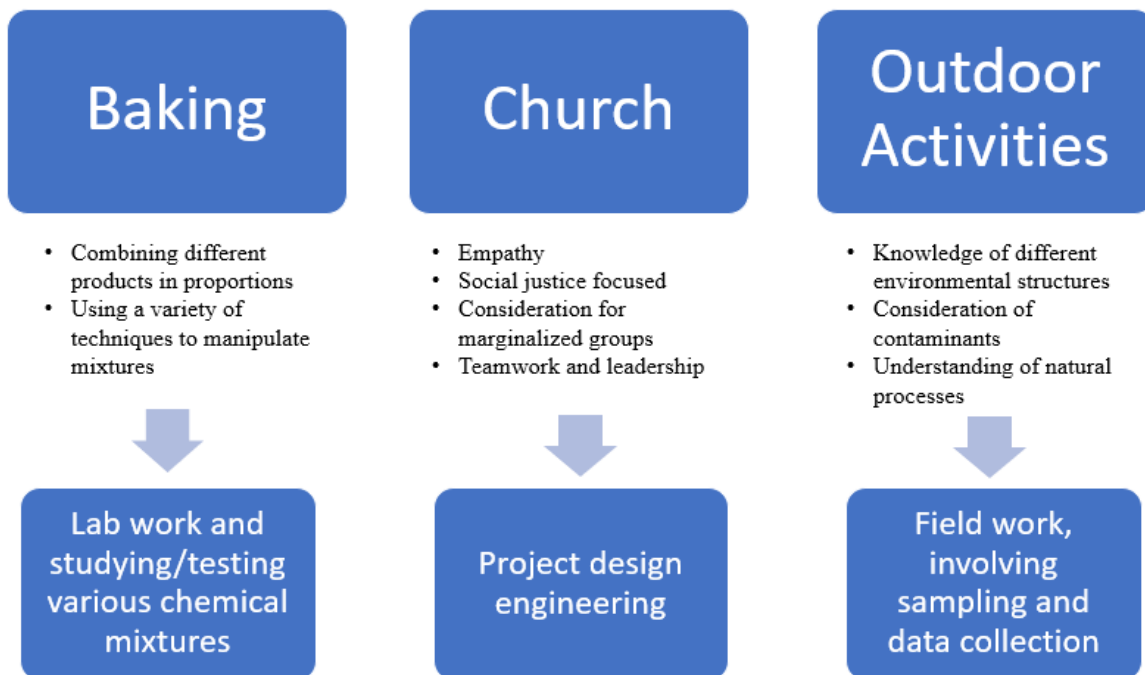 Baking
• Combining different
products in proportions
• Using a variety of
techniques to manipulate
mixtures
Lab work and
studying/testing
various chemical
mixtures
Church
• Empathy
• Social justice focused
• Consideration for
marginalized groups
• Teamwork and leadership
Project design
engineering
Outdoor
Activities
• Knowledge of different
environmental structures
• Consideration of
contaminants
• Understanding of natural
processes
Field work,
involving
sampling and
data collection